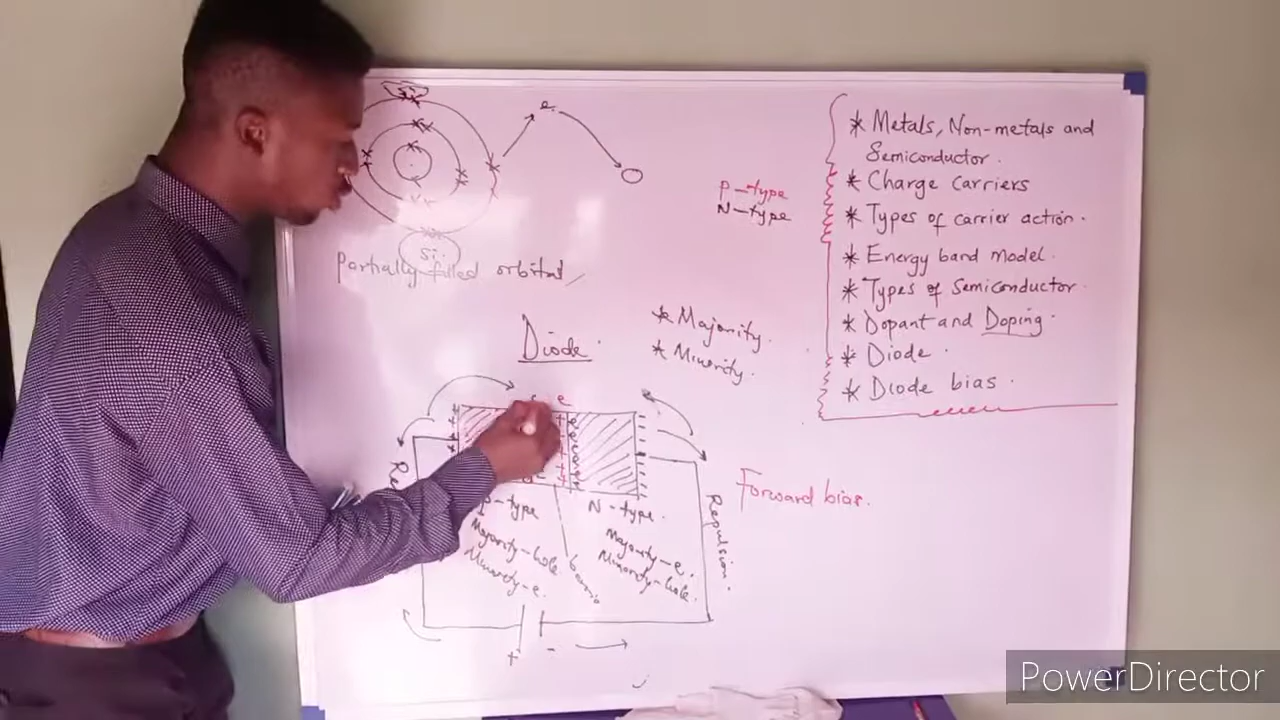 Si
Partially filled orbital
e
P-type
N-type
* Metals, Non-metals and
Semiconductor.
* Charge Carriers
* Types of carrier action.
* Energy band model.
* Types of Semiconductor
* Dopant and Doping.
* Diode.
* Diode bias.
Diode.
* Majority.
* Minority.
e
P-type
Majority-hole
Minority-e.
N-type.
Majority-e.
Minority-hole.
Repulsion.
Forward bias.
+
-
PowerDirector